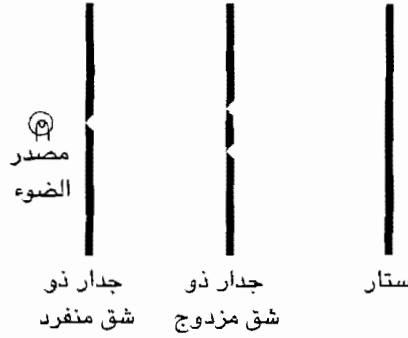 مصدر
الضوء
جدار ذو
شق منفرد
جدار ذو
شق مزدوج
ستار